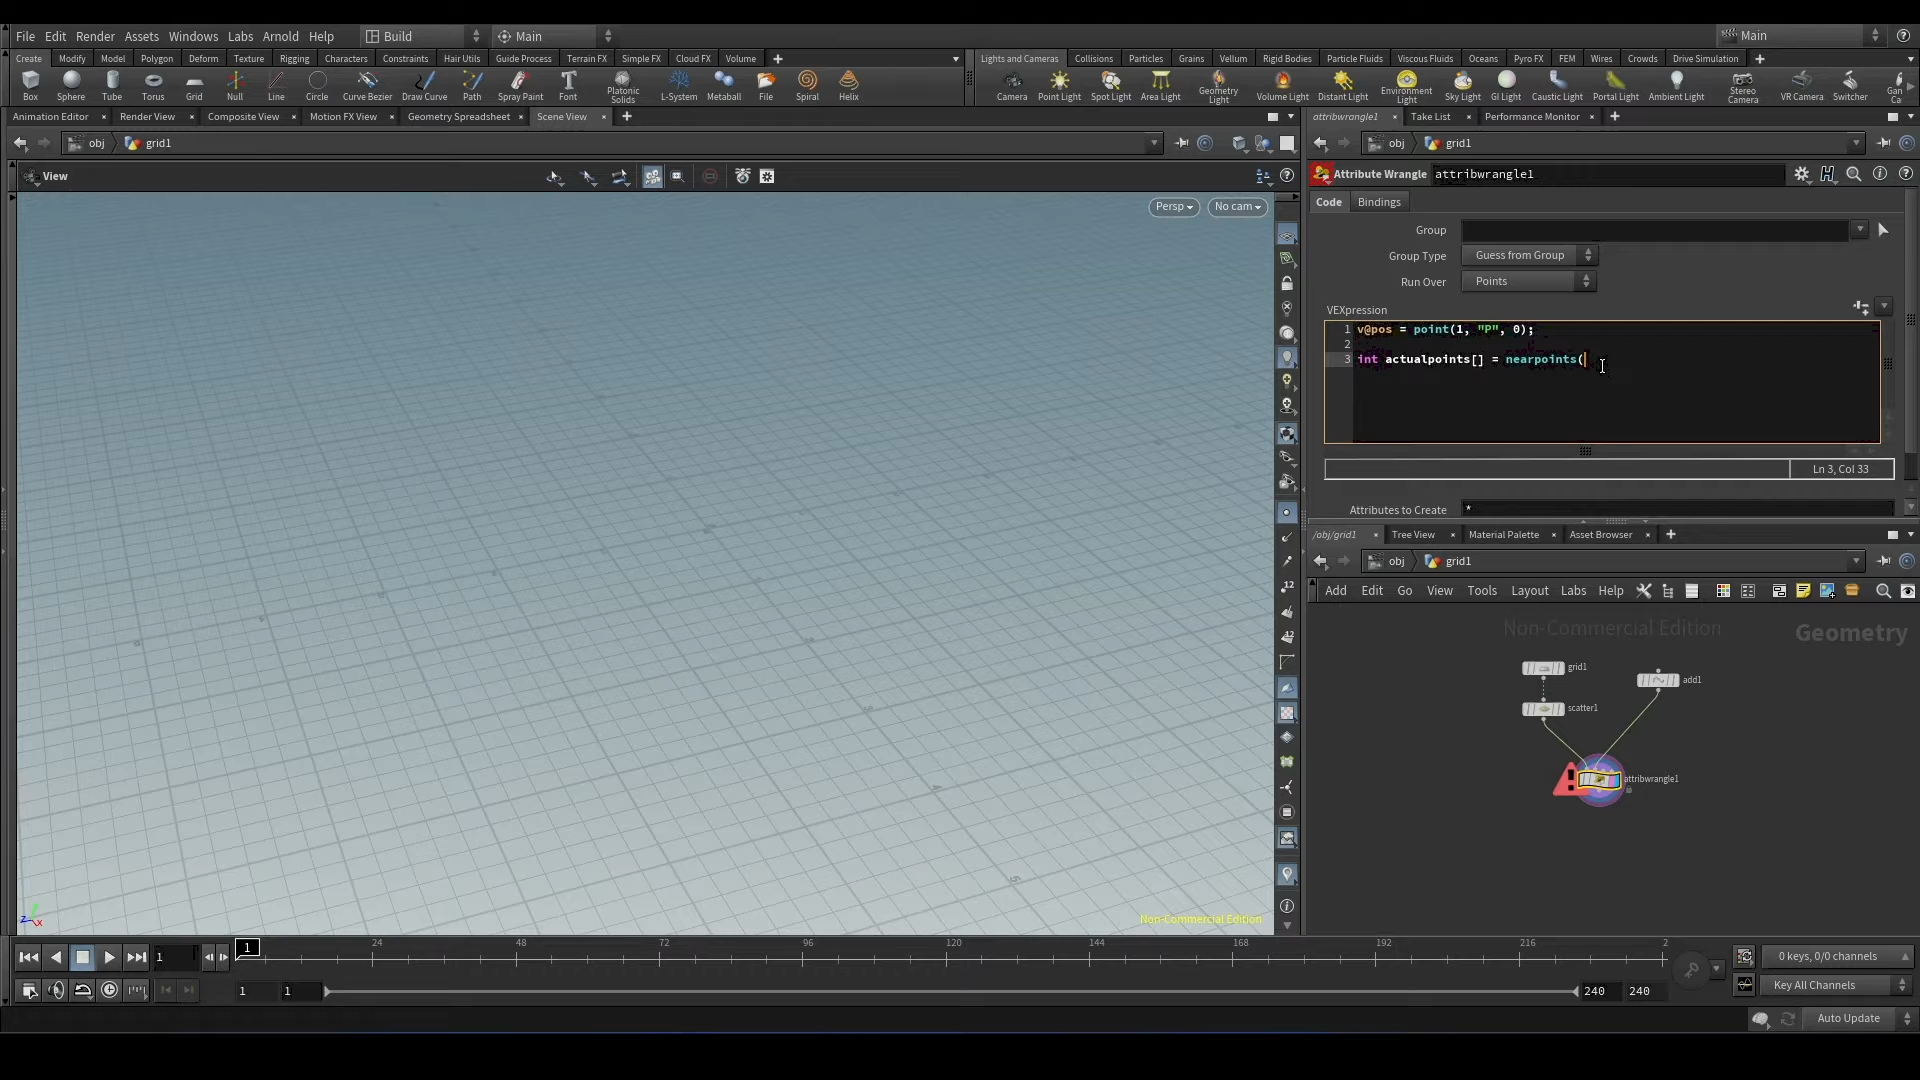 File Edit Render Assets Windows Labs Arnold Help Build Main Main
Create Modify Model Polygon Deform Texture Rigging Characters Constraints Hair Utils Guide Process Terrain FX Simple FX Cloud FX Volume
Lights and Cameras Collisions Particles Grains Vellum Rigid Bodies Particle Fluids Viscous Fluids Oceans Pyro FX FEM Wires Crowds Drive Simulation
Box Sphere Tube Torus Grid Null Line Circle Curve Bezier Draw Curve Path Spray Paint Font Platonic Solids L-System Metaball File Spiral Helix
Camera Point Light Spot Light Area Light Geometry Light Volume Light Distant Light Environment Light Sky Light GI Light Caustic Light Portal Light Ambient Light Stereo Camera VR Camera Switcher Gan Ca
Animation Editor Render View Composite View Motion FX View Geometry Spreadsheet Scene View
attribwrangle1 Take List Performance Monitor
obj grid1
obj grid1
View
Persp No cam
Attribute Wrangle attribwrangle1
Code Bindings
Group
Group Type Guess from Group
Run Over Points
VEXpression
1 v@pos = point(1, "P", 0);
2
3 int actualpoints[] = nearpoints(
Ln 3, Col 33
Attributes to Create *
/obj/grid1 Tree View Material Palette Asset Browser
obj grid1
Add Edit Go View Tools Layout Labs Help
Non-Commercial Edition
Geometry
grid1
add1
scatter1
attribwrangle1
12
12
z x
Non-Commercial Edition
1 1 24 48 72 96 120 144 168 192 216 2
0 keys, 0/0 channels
1 1 240 240
Key All Channels
Auto Update